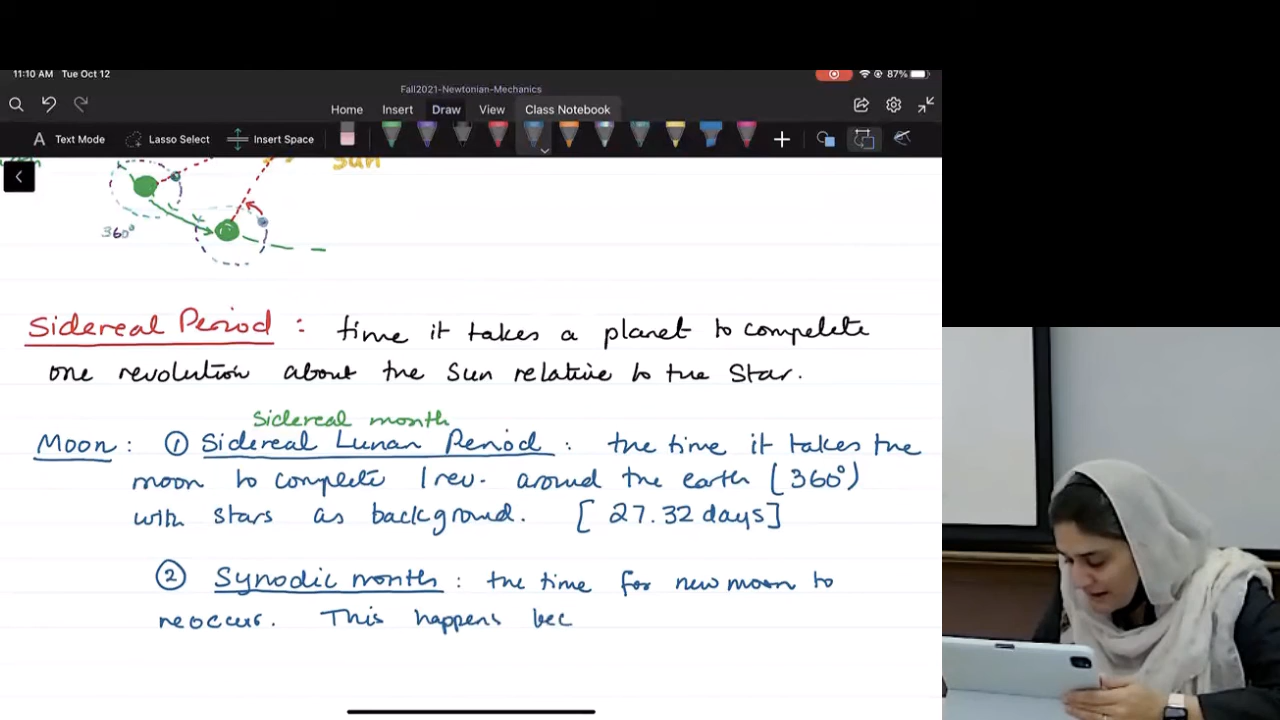 11:10 AM Tue Oct 12
87%
Fall2021-Newtonian-Mechanics
Home Insert Draw View Class Notebook
Text Mode Lasso Select Insert Space
Sun
360°
Sidereal Period : time it takes a planet to compelete
one revolution about the Sun relative to the Star.
Sidereal month
Moon : ① Sidereal Lunar Period : the time it takes the
moon to complete 1 rev. around the earth [360°)
with stars as background. [27.32 days]
② Synodic month : the time for new moon to
reoccur. This happens bec